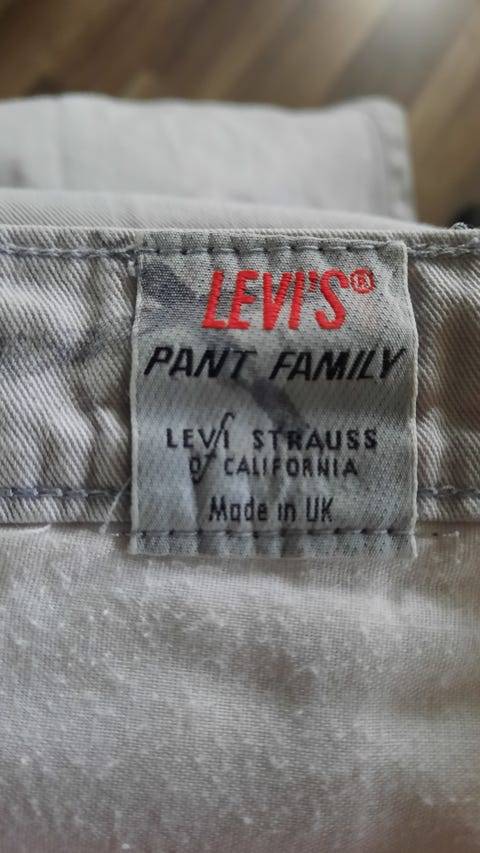 LEVI'S®
PANT FAMILY
LEVI STRAUSS
OF CALIFORNIA
Made in UK